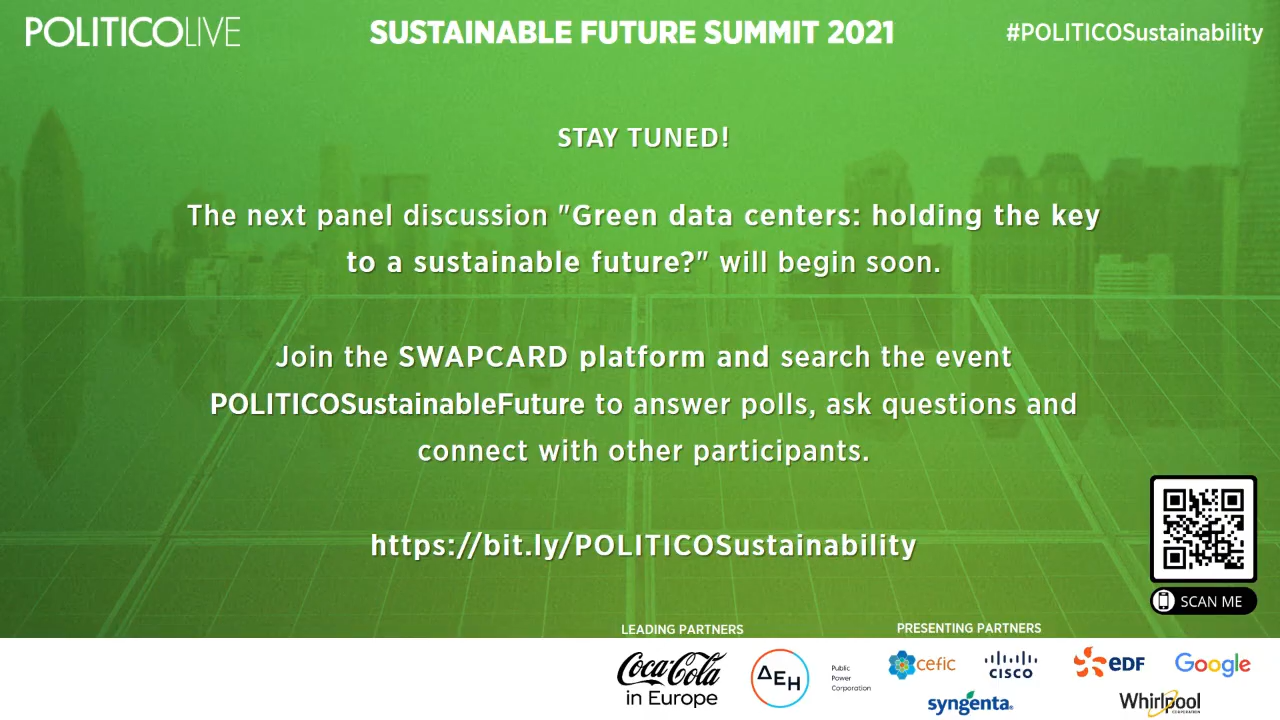 POLITICOLIVE
SUSTAINABLE FUTURE SUMMIT 2021
#POLITICOSustainability
STAY TUNED!
The next panel discussion "Green data centers: holding the key
to a sustainable future?" will begin soon.
Join the SWAPCARD platform and search the event
POLITICOSustainableFuture to answer polls, ask questions and
connect with other participants.
https://bit.ly/POLITICOSustainability
SCAN ME
LEADING PARTNERS
PRESENTING PARTNERS
Coca-Cola
in Europe
ΔΕΗ
Public
Power
Corporation
cefic
CISCO
EDF
Google
syngenta
Whirlpool
CORPORATION